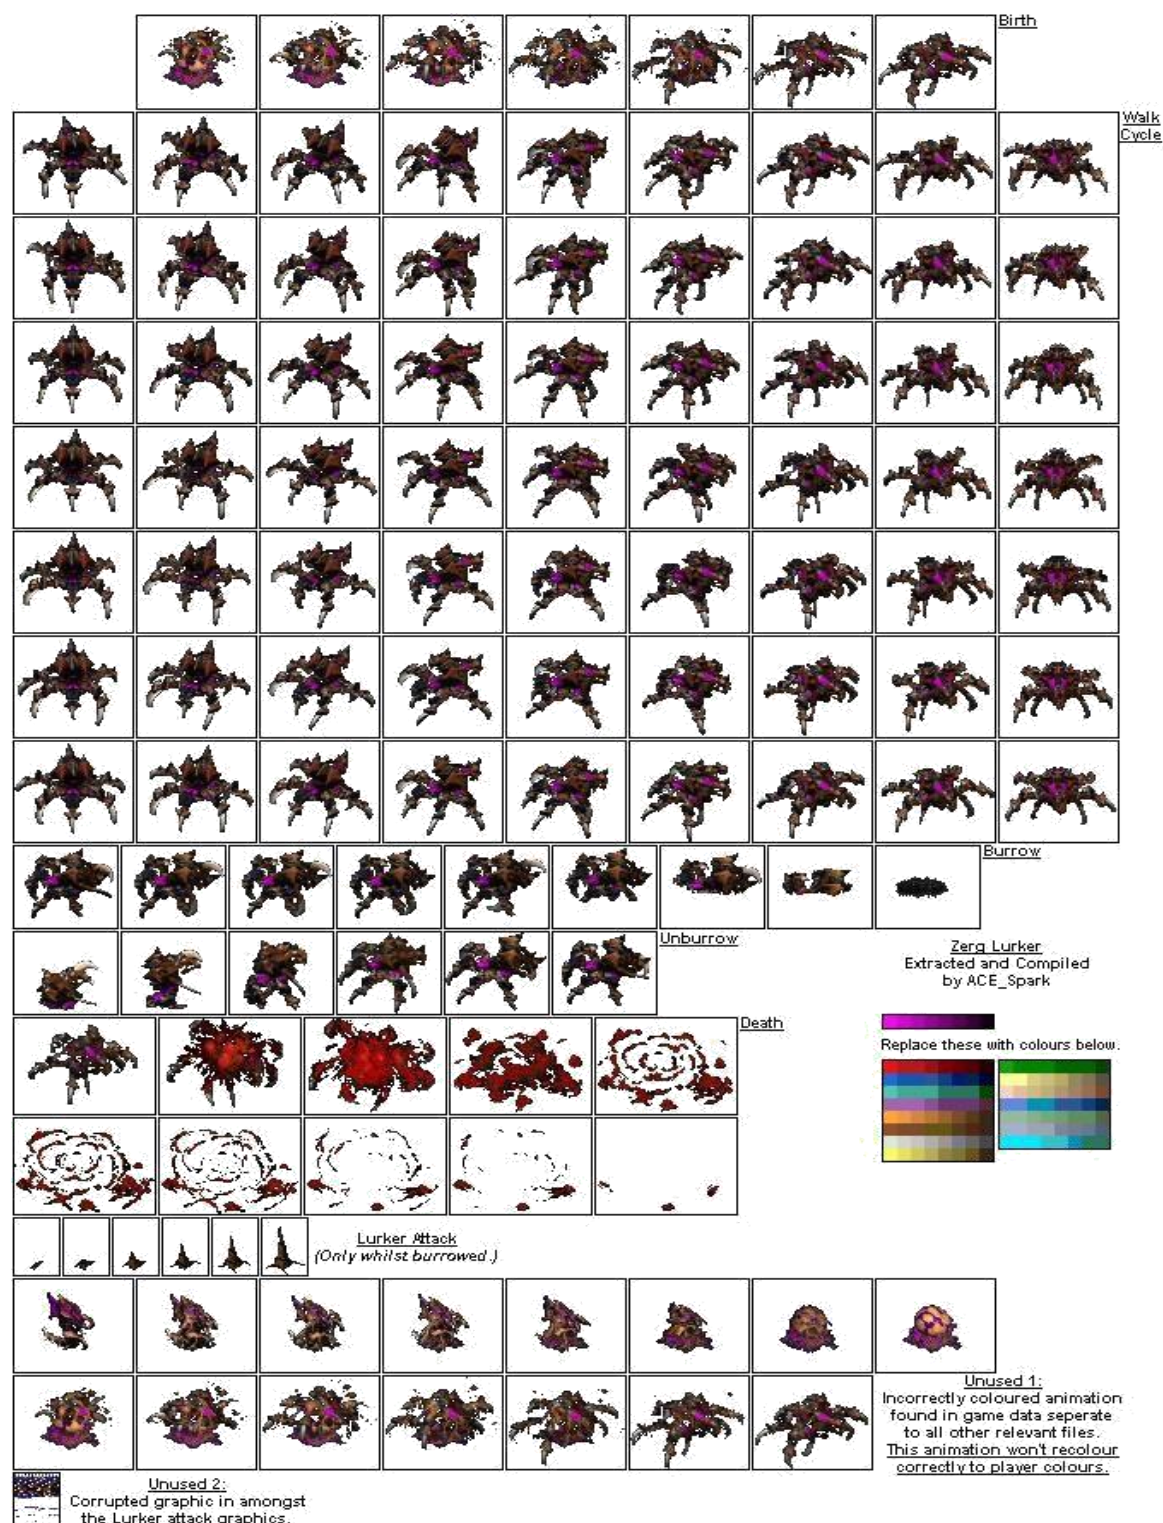 Birth
Walk
Cycle
Burrow
Unburrow
Zerg Lurker
Extracted and Compiled
by ACE_Spark
Death
Replace these with colours below.
Lurker Attack
(Only whilst burrowed.)
Unused 1:
Incorrectly coloured animation
found in game data seperate
to all other relevant files.
This animation won't recolour
correctly to player colours.
Unused 2:
Corrupted graphic in amongst
the Lurker attack graphics.